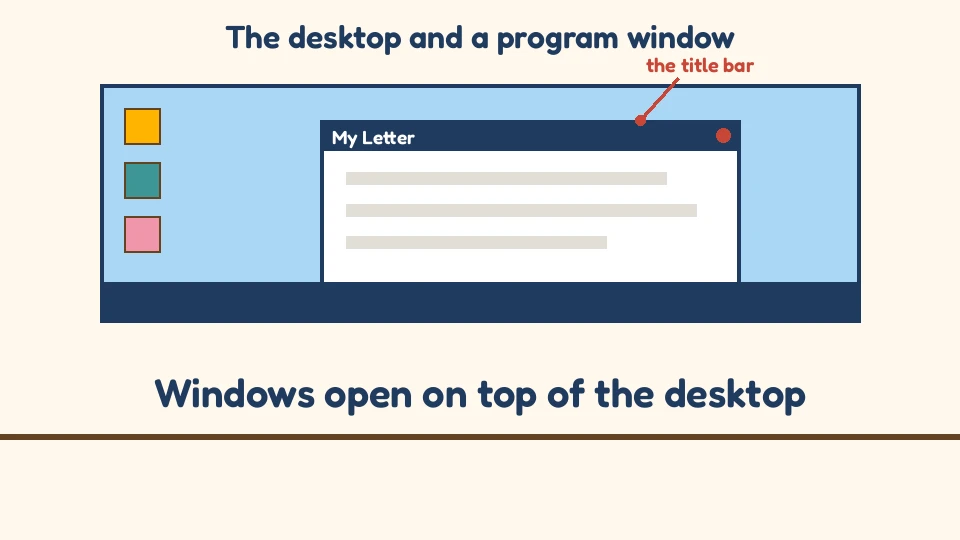 The desktop and a program window
the title bar
My Letter
Windows open on top of the desktop